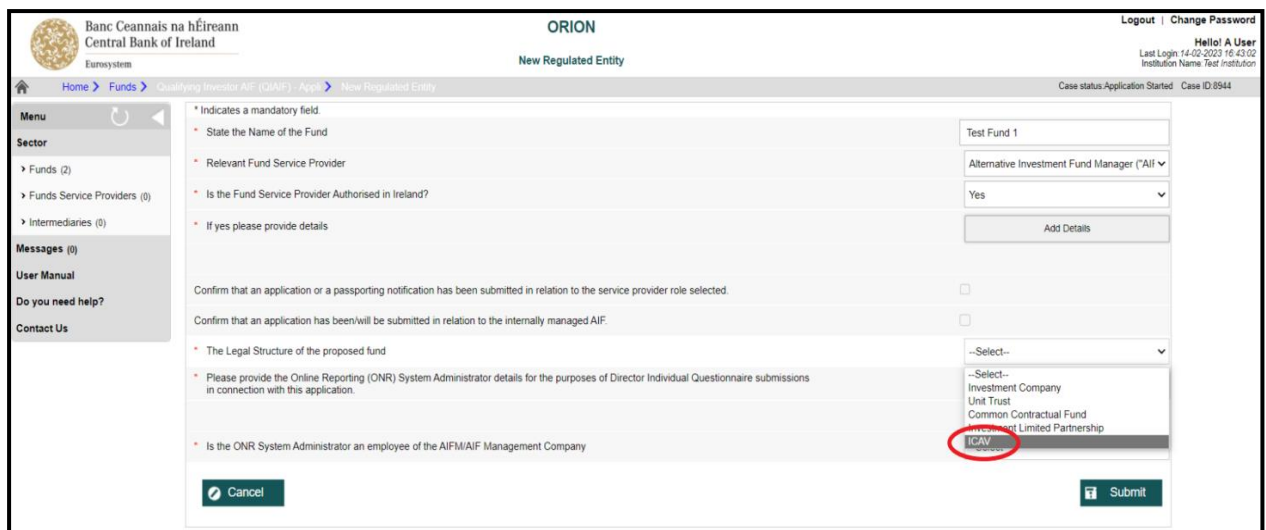 Banc Ceannais na hÉireann
Central Bank of Ireland
Eurosystem
ORION
New Regulated Entity
Logout | Change Password
Hello! A User
Last Login:14-02-2023 16:43:02
Institution Name:Test Institution
Home > Funds > Qualifying Investor AIF (QIAIF) - Appli > New Regulated Entity
Case status:Application Started Case ID:8944
Menu
Sector
> Funds (2)
> Funds Service Providers (0)
> Intermediaries (0)
Messages (0)
User Manual
Do you need help?
Contact Us
* Indicates a mandatory field.
* State the Name of the Fund
Test Fund 1
* Relevant Fund Service Provider
Alternative Investment Fund Manager ("AIF
* Is the Fund Service Provider Authorised in Ireland?
Yes
* If yes please provide details
Add Details
Confirm that an application or a passporting notification has been submitted in relation to the service provider role selected.
Confirm that an application has been/will be submitted in relation to the internally managed AIF.
* The Legal Structure of the proposed fund
--Select--
* Please provide the Online Reporting (ONR) System Administrator details for the purposes of Director Individual Questionnaire submissions
in connection with this application.
--Select--
Investment Company
Unit Trust
Common Contractual Fund
Investment Limited Partnership
ICAV
* Is the ONR System Administrator an employee of the AIFM/AIF Management Company
Cancel
Submit